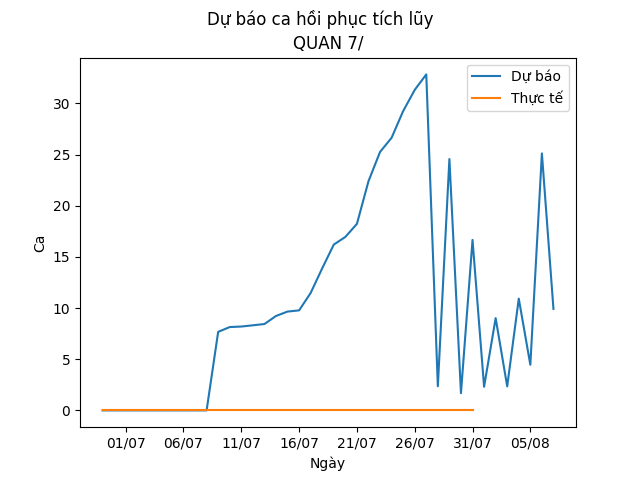 Dự báo ca hồi phục tích lũy
QUAN 7/
Dự báo
Thực tế
Ca
30
25
20
15
10
5
0
01/07 06/07 11/07 16/07 21/07 26/07 31/07 05/08
Ngày